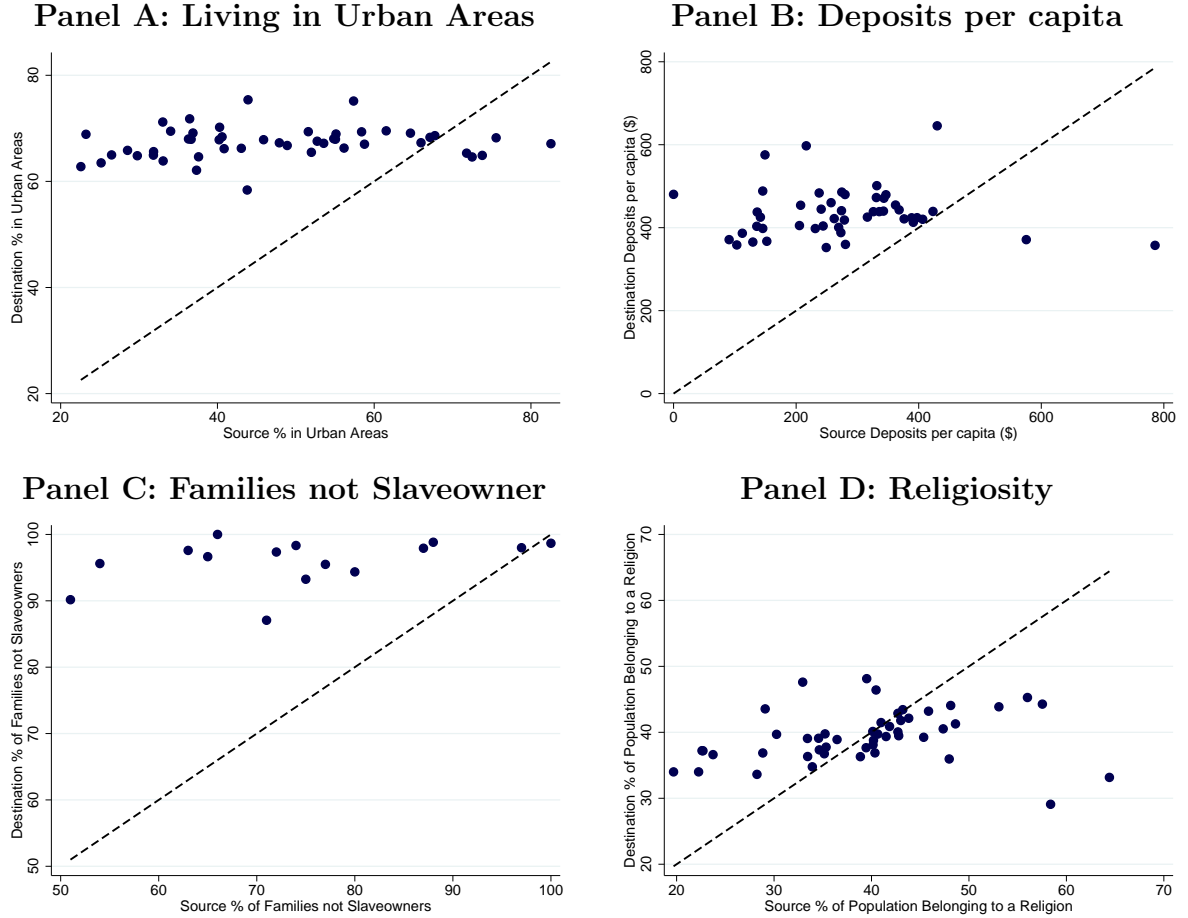 Panel A: Living in Urban Areas
Destination % in Urban Areas
80
60
40
20
20 40 60 80
Source % in Urban Areas
Panel B: Deposits per capita
Destination Deposits per capita ($)
800
600
400
200
0
0 200 400 600 800
Source Deposits per capita ($)
Panel C: Families not Slaveowner
Destination % of Families not Slaveowners
100
90
80
70
60
50
50 60 70 80 90 100
Source % of Families not Slaveowners
Panel D: Religiosity
Destination % of Population Belonging to a Religion
70
60
50
40
30
20
20 30 40 50 60 70
Source % of Population Belonging to a Religion